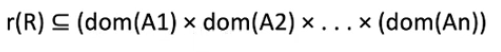 r(R) ⊆ (dom(A1) × dom(A2) × . . . × (dom(An))